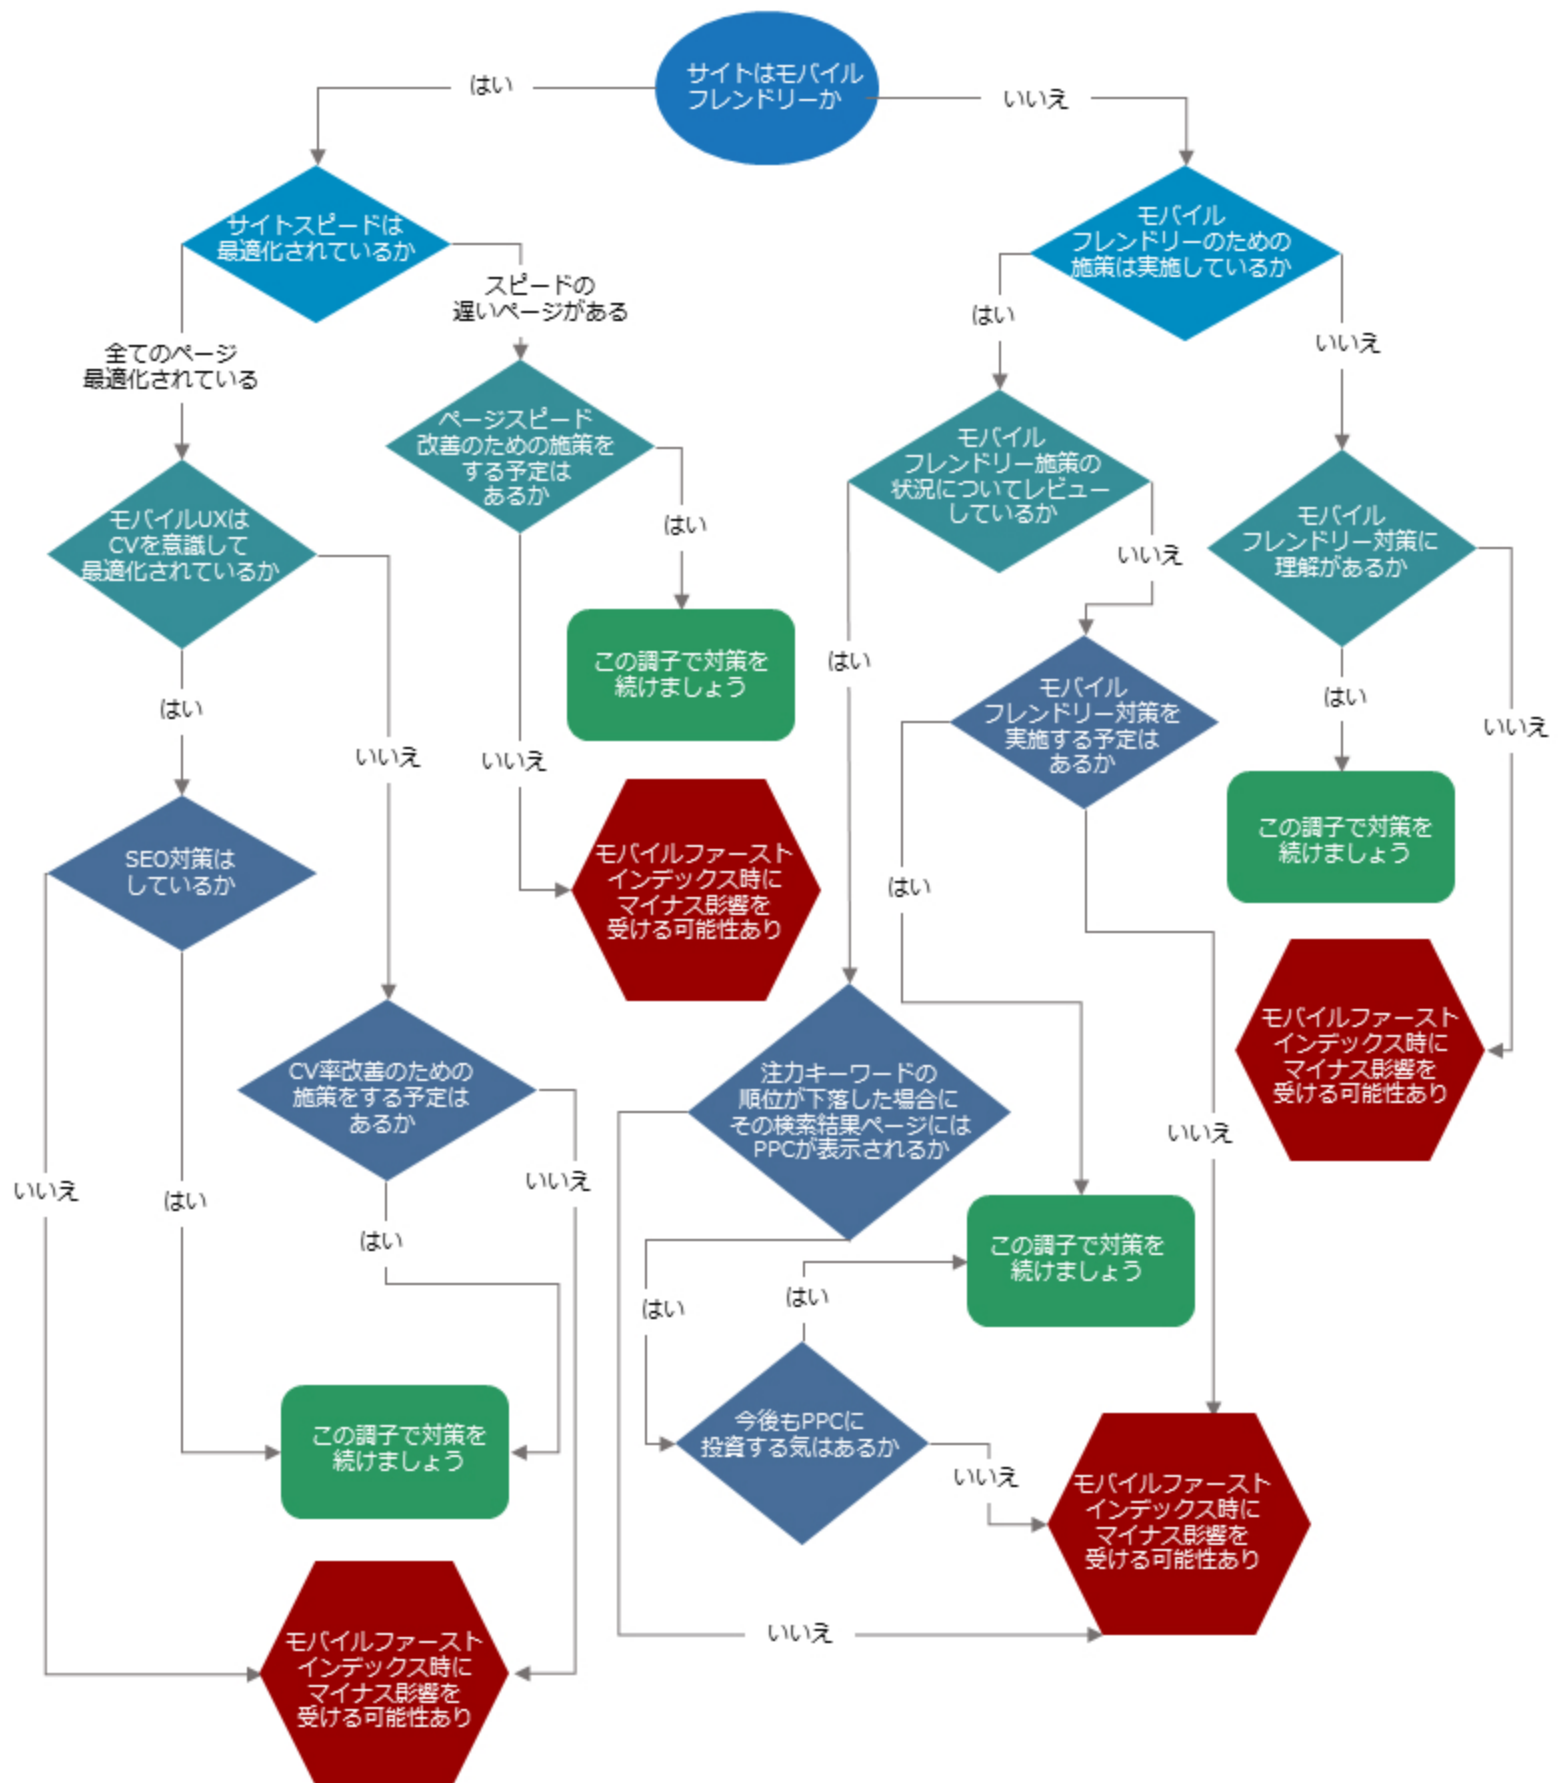 サイトはモバイル
フレンドリーか
はい
いいえ
サイトスピードは
最適化されているか
モバイル
フレンドリーのための
施策は実施しているか
スピードの
遅いページがある
はい
いいえ
全てのページ
最適化されている
ページスピード
改善のための施策を
する予定は
あるか
モバイル
フレンドリー施策の
状況についてレビュー
しているか
モバイル
フレンドリー対策に
理解があるか
モバイルUXは
CVを意識して
最適化されているか
はい
いいえ
この調子で対策を
続けましょう
はい
モバイル
フレンドリー対策を
実施する予定は
あるか
はい
いいえ
はい
いいえ
いいえ
この調子で対策を
続けましょう
SEO対策は
しているか
モバイルファースト
インデックス時に
マイナス影響を
受ける可能性あり
はい
モバイルファースト
インデックス時に
マイナス影響を
受ける可能性あり
CV率改善のための
施策をする予定は
あるか
注力キーワードの
順位が下落した場合に
その検索結果ページには
PPCが表示されるか
いいえ
いいえ
はい
いいえ
はい
この調子で対策を
続けましょう
はい
はい
この調子で対策を
続けましょう
今後もPPCに
投資する気はあるか
いいえ
モバイルファースト
インデックス時に
マイナス影響を
受ける可能性あり
いいえ
モバイルファースト
インデックス時に
マイナス影響を
受ける可能性あり